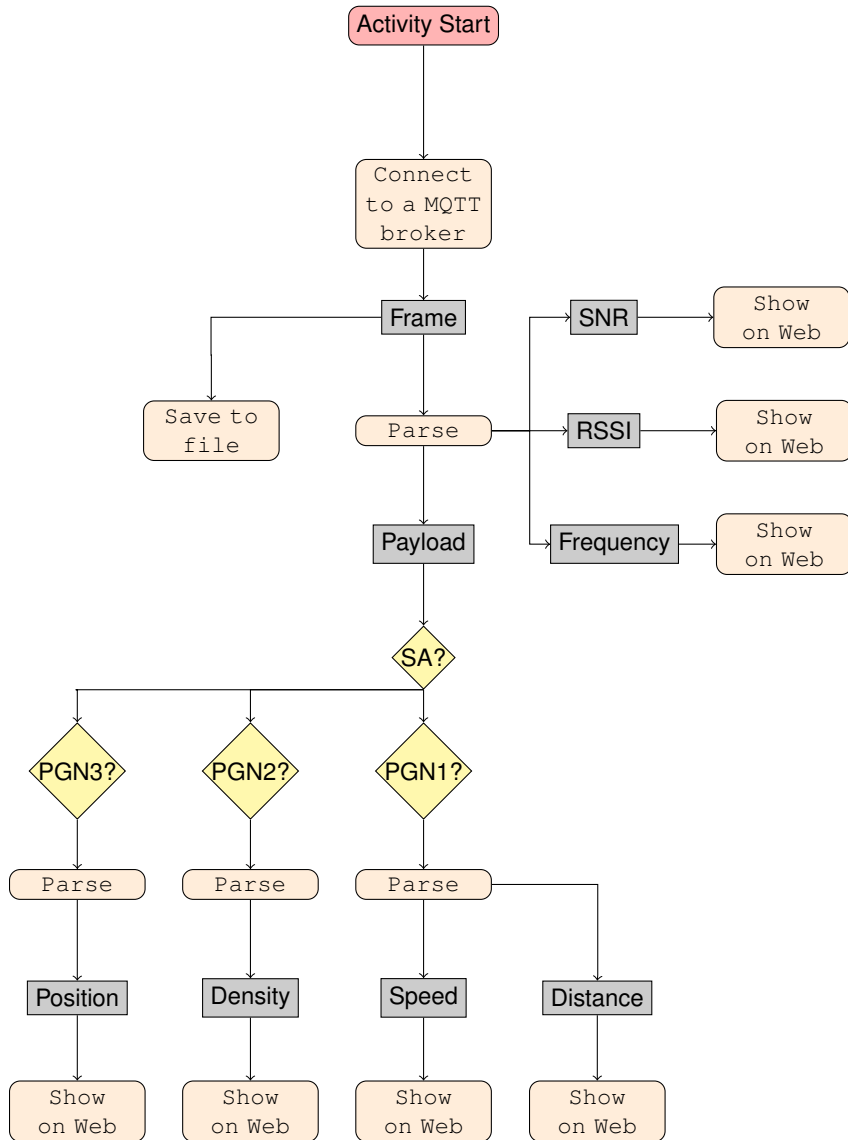 Activity Start
Connect
to a MQTT
broker
Frame
SNR
Show
on Web
Save to
file
Parse
RSSI
Show
on Web
Payload
Frequency
Show
on Web
SA?
PGN3?
PGN2?
PGN1?
Parse
Parse
Parse
Position
Density
Speed
Distance
Show
on Web
Show
on Web
Show
on Web
Show
on Web